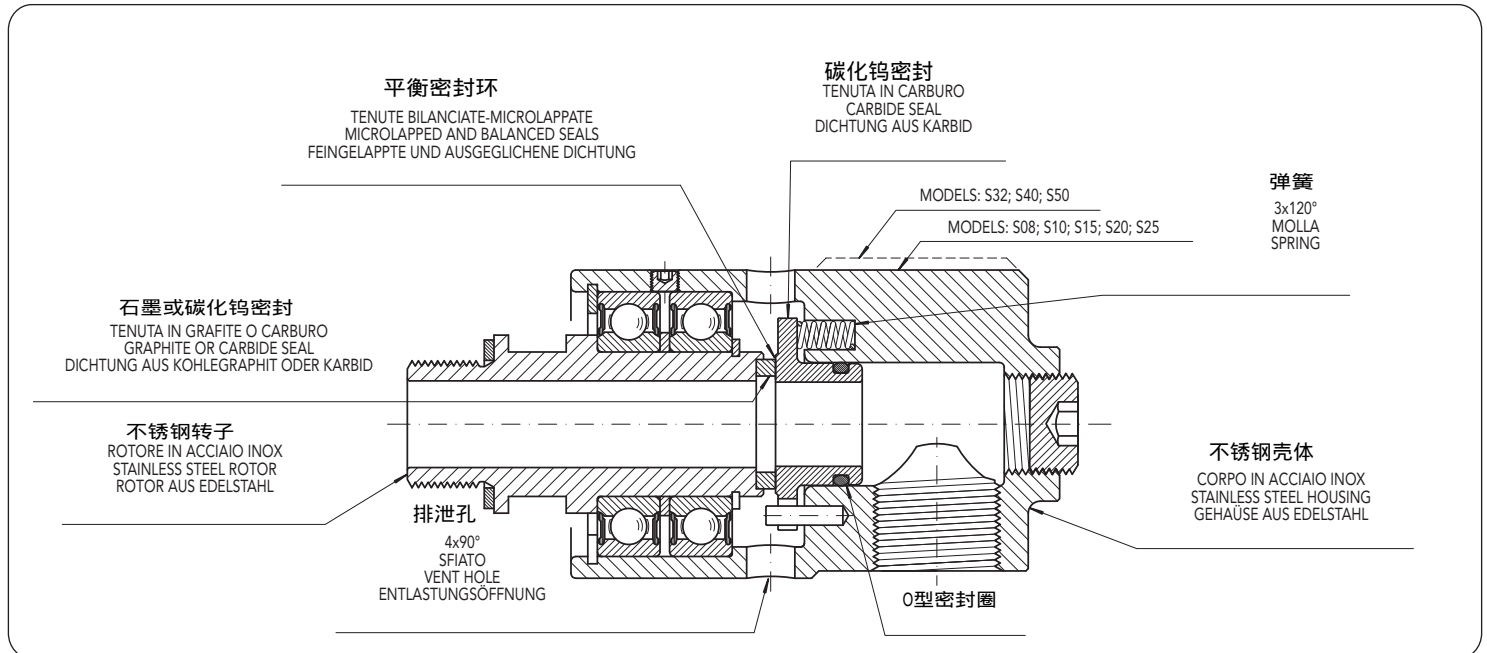 平衡密封环
TENUTE BILANCIATE-MICROLAPPATE
MICROLAPPED AND BALANCED SEALS
FEINGELAPPTE UND AUSGEGLICHENE DICHTUNG
碳化钨密封
TENUTA IN CARBURO
CARBIDE SEAL
DICHTUNG AUS KARBID
MODELS: S32; S40; S50
MODELS: S08; S10; S15; S20; S25
弹簧
3x120°
MOLLA
SPRING
石墨或碳化钨密封
TENUTA IN GRAFITE O CARBURO
GRAPHITE OR CARBIDE SEAL
DICHTUNG AUS KOHLEGRAPHIT ODER KARBID
不锈钢转子
ROTORE IN ACCIAIO INOX
STAINLESS STEEL ROTOR
ROTOR AUS EDELSTAHL
排泄孔
4x90°
SFIATO
VENT HOLE
ENTLASTUNGSÖFFNUNG
O型密封圈
不锈钢壳体
CORPO IN ACCIAIO INOX
STAINLESS STEEL HOUSING
GEHAÜSE AUS EDELSTAHL